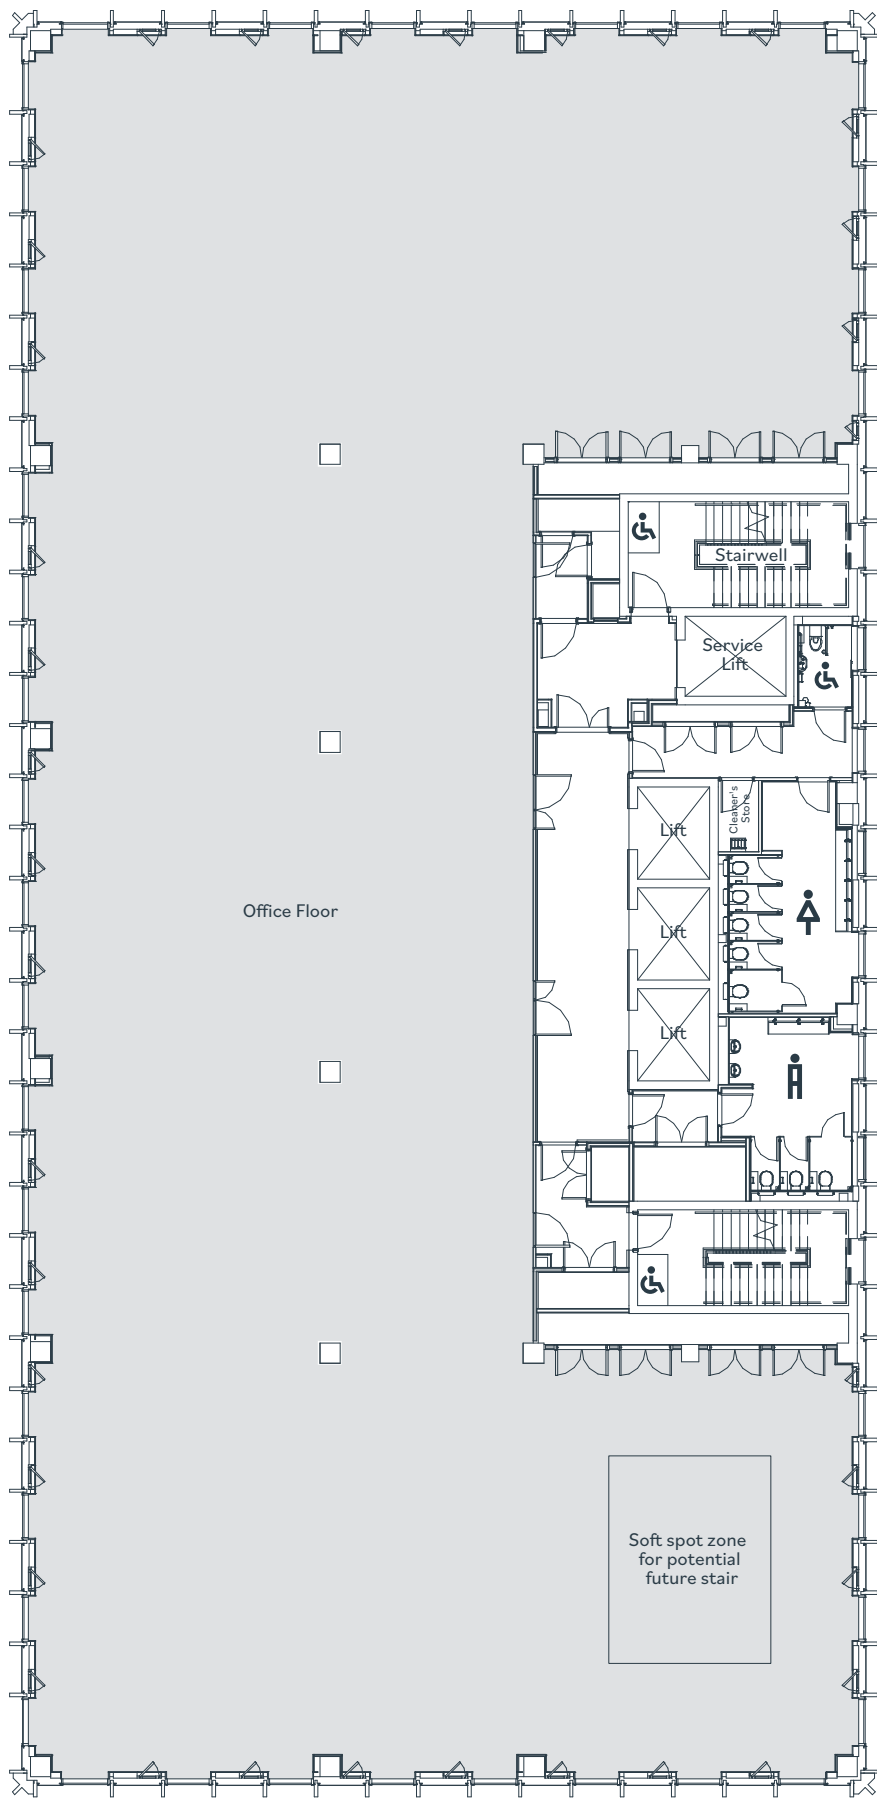 Stairwell
Service
Lift
Cleaner's
Store
Lift
Lift
Lift
Office Floor
Soft spot zone
for potential
future stair